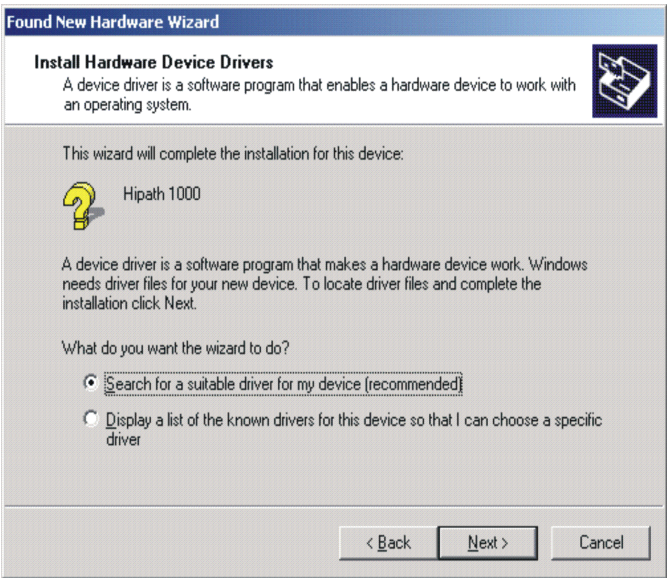 Found New Hardware Wizard
Install Hardware Device Drivers
A device driver is a software program that enables a hardware device to work with
an operating system.
This wizard will complete the installation for this device:
Hipath 1000
A device driver is a software program that makes a hardware device work. Windows
needs driver files for your new device. To locate driver files and complete the
installation click Next.
What do you want the wizard to do?
Search for a suitable driver for my device (recommended)
Display a list of the known drivers for this device so that I can choose a specific
driver
< Back Next > Cancel